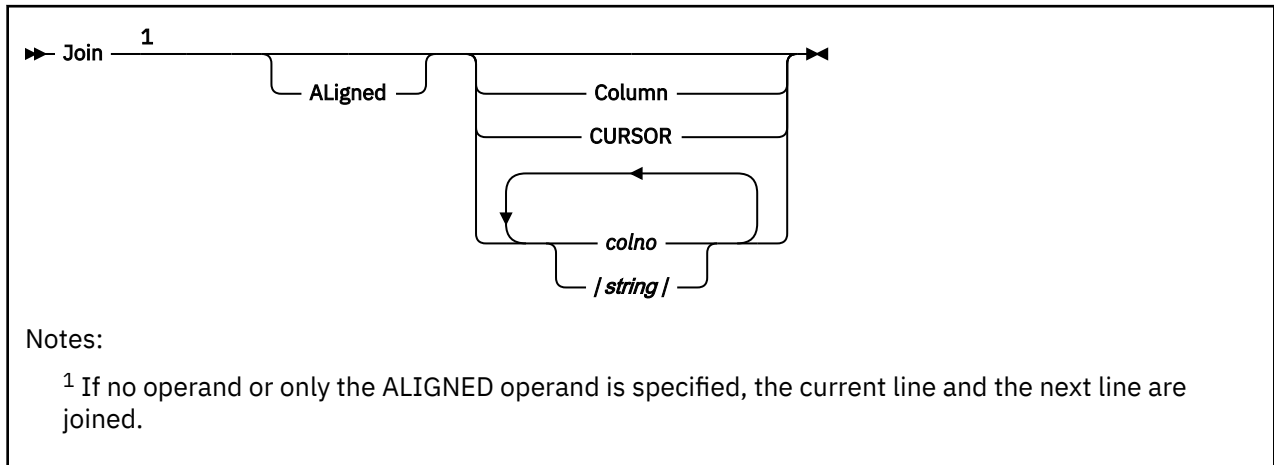 Join 1
ALigned Column
CURSOR
colno
/ string /
Notes:
1 If no operand or only the ALIGNED operand is specified, the current line and the next line are
joined.